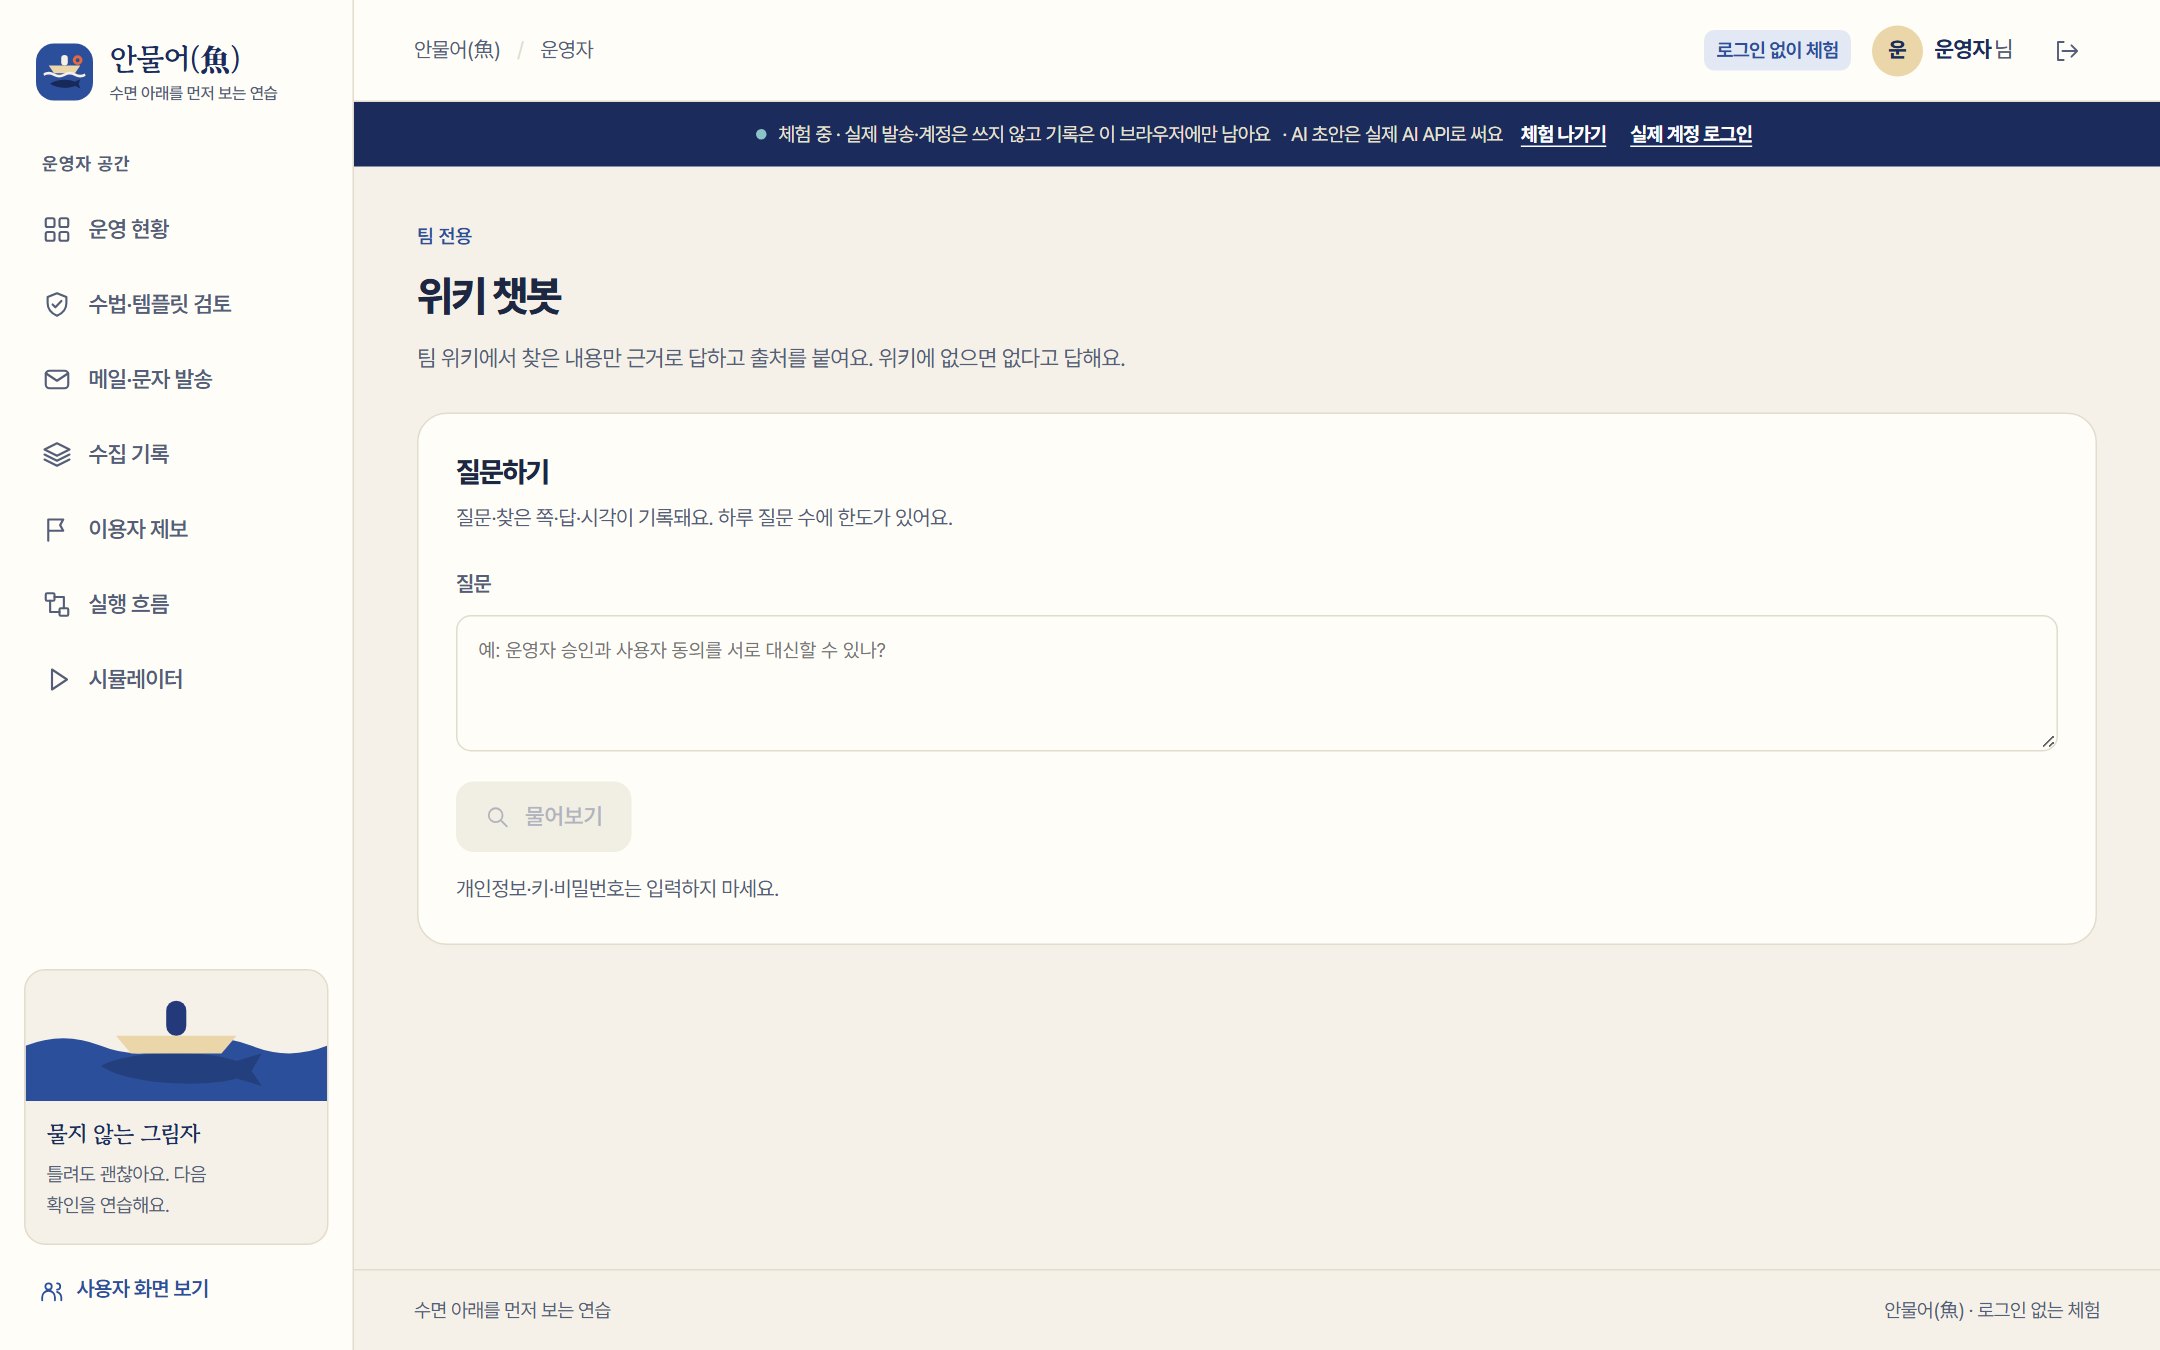 안물어(魚)
수면 아래를 먼저 보는 연습
운영자 공간
운영 현황
수법·템플릿 검토
메일·문자 발송
수집 기록
이용자 제보
실행 흐름
시뮬레이터
물지 않는 그림자
틀려도 괜찮아요. 다음
확인을 연습해요.
사용자 화면 보기
안물어(魚) / 운영자
로그인 없이 체험
운
운영자님
체험 중 · 실제 발송·계정은 쓰지 않고 기록은 이 브라우저에만 남아요 · AI 초안은 실제 AI API로 써요 체험 나가기 실제 계정 로그인
팀 전용
위키 챗봇
팀 위키에서 찾은 내용만 근거로 답하고 출처를 붙여요. 위키에 없으면 없다고 답해요.
질문하기
질문·찾은 쪽·답·시각이 기록돼요. 하루 질문 수에 한도가 있어요.
질문
예: 운영자 승인과 사용자 동의를 서로 대신할 수 있나?
물어보기
개인정보·키·비밀번호는 입력하지 마세요.
수면 아래를 먼저 보는 연습
안물어(魚) · 로그인 없는 체험